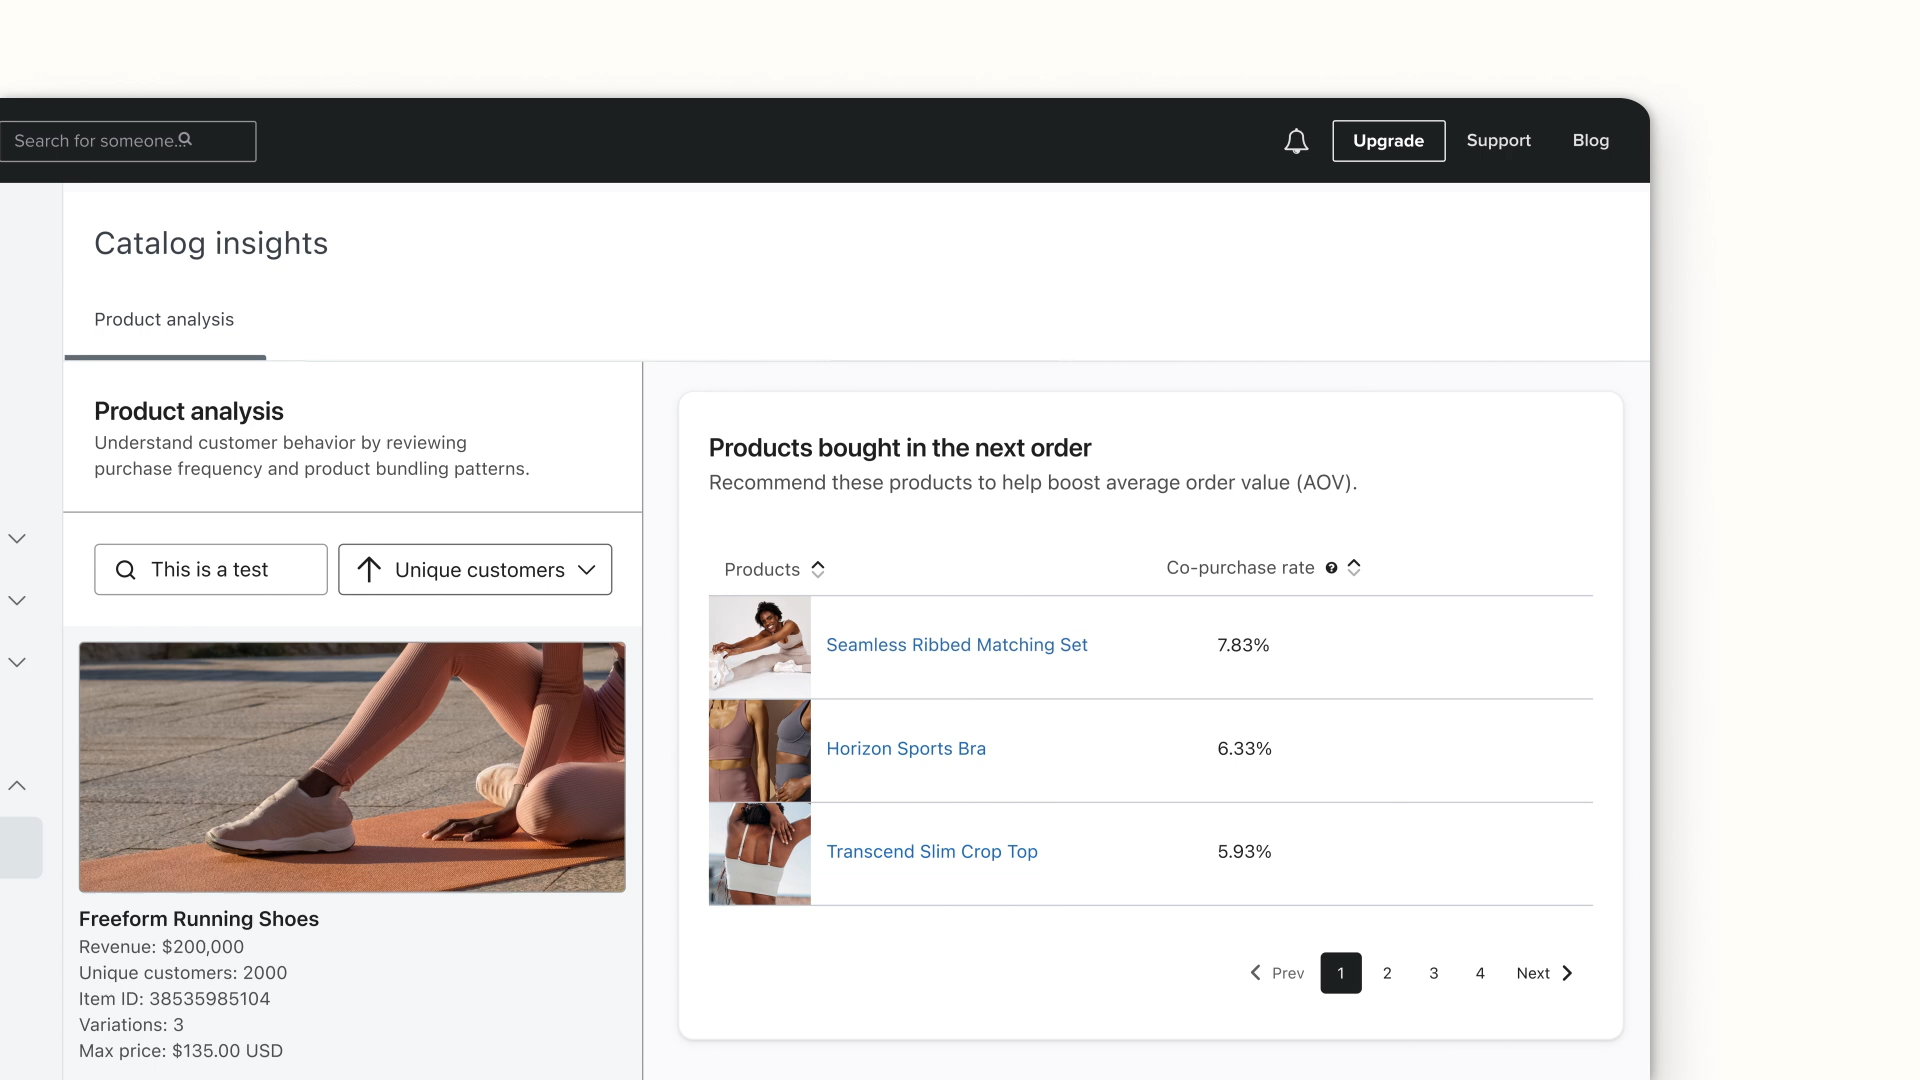 Search for someone...
Upgrade
Support
Blog
Catalog insights
Product analysis
Product analysis
Understand customer behavior by reviewing
purchase frequency and product bundling patterns.
This is a test
Unique customers
Freeform Running Shoes
Revenue: $200,000
Unique customers: 2000
Item ID: 38535985104
Variations: 3
Max price: $135.00 USD
Products bought in the next order
Recommend these products to help boost average order value (AOV).
Products
Co-purchase rate ?
Seamless Ribbed Matching Set 7.83%
Horizon Sports Bra 6.33%
Transcend Slim Crop Top 5.93%
Prev 1 2 3 4 Next